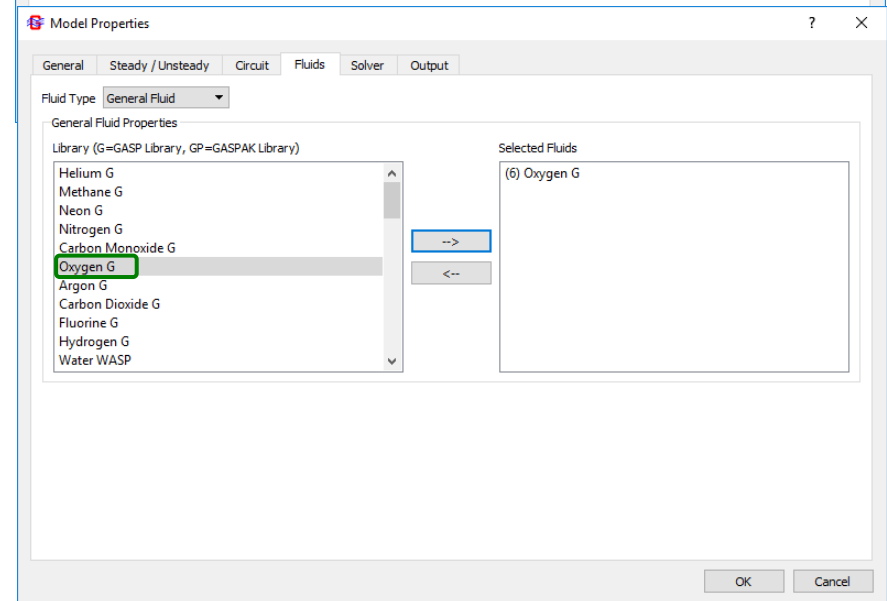 Model Properties ? ×
General Steady / Unsteady Circuit Fluids Solver Output
Fluid Type General Fluid
General Fluid Properties
Library (G=GASP Library, GP=GASPAK Library) Selected Fluids
Helium G (6) Oxygen G
Methane G
Neon G
Nitrogen G
-->
Carbon Monoxide G
Oxygen G
<--
Argon G
Carbon Dioxide G
Fluorine G
Hydrogen G
Water WASP
OK Cancel